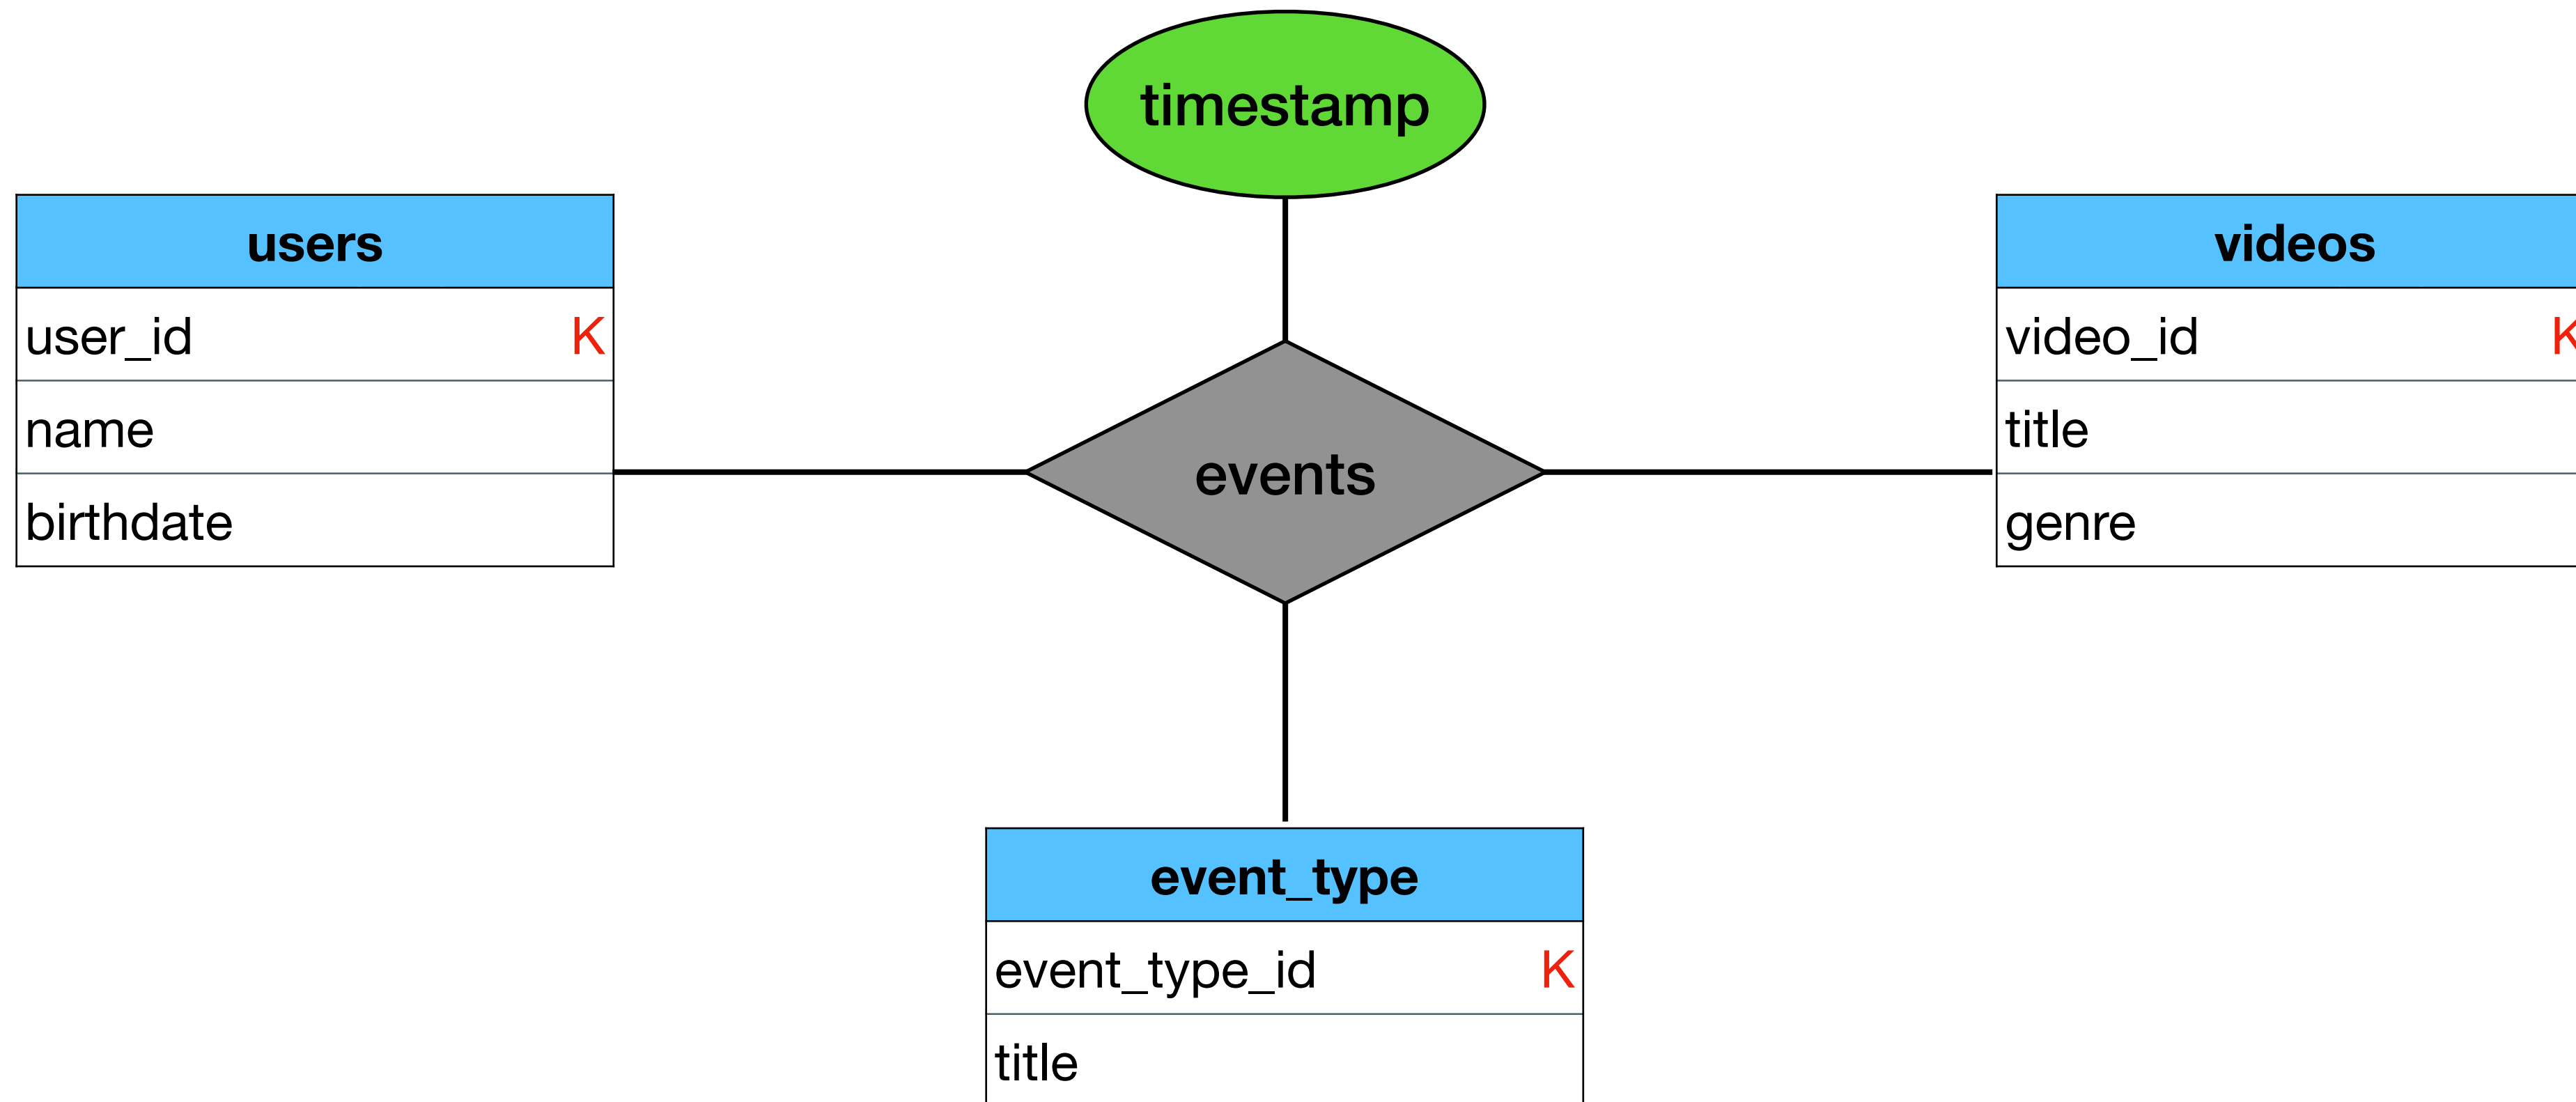 timestamp
users
user_id K
name
birthdate
events
videos
video_id K
title
genre
event_type
event_type_id K
title